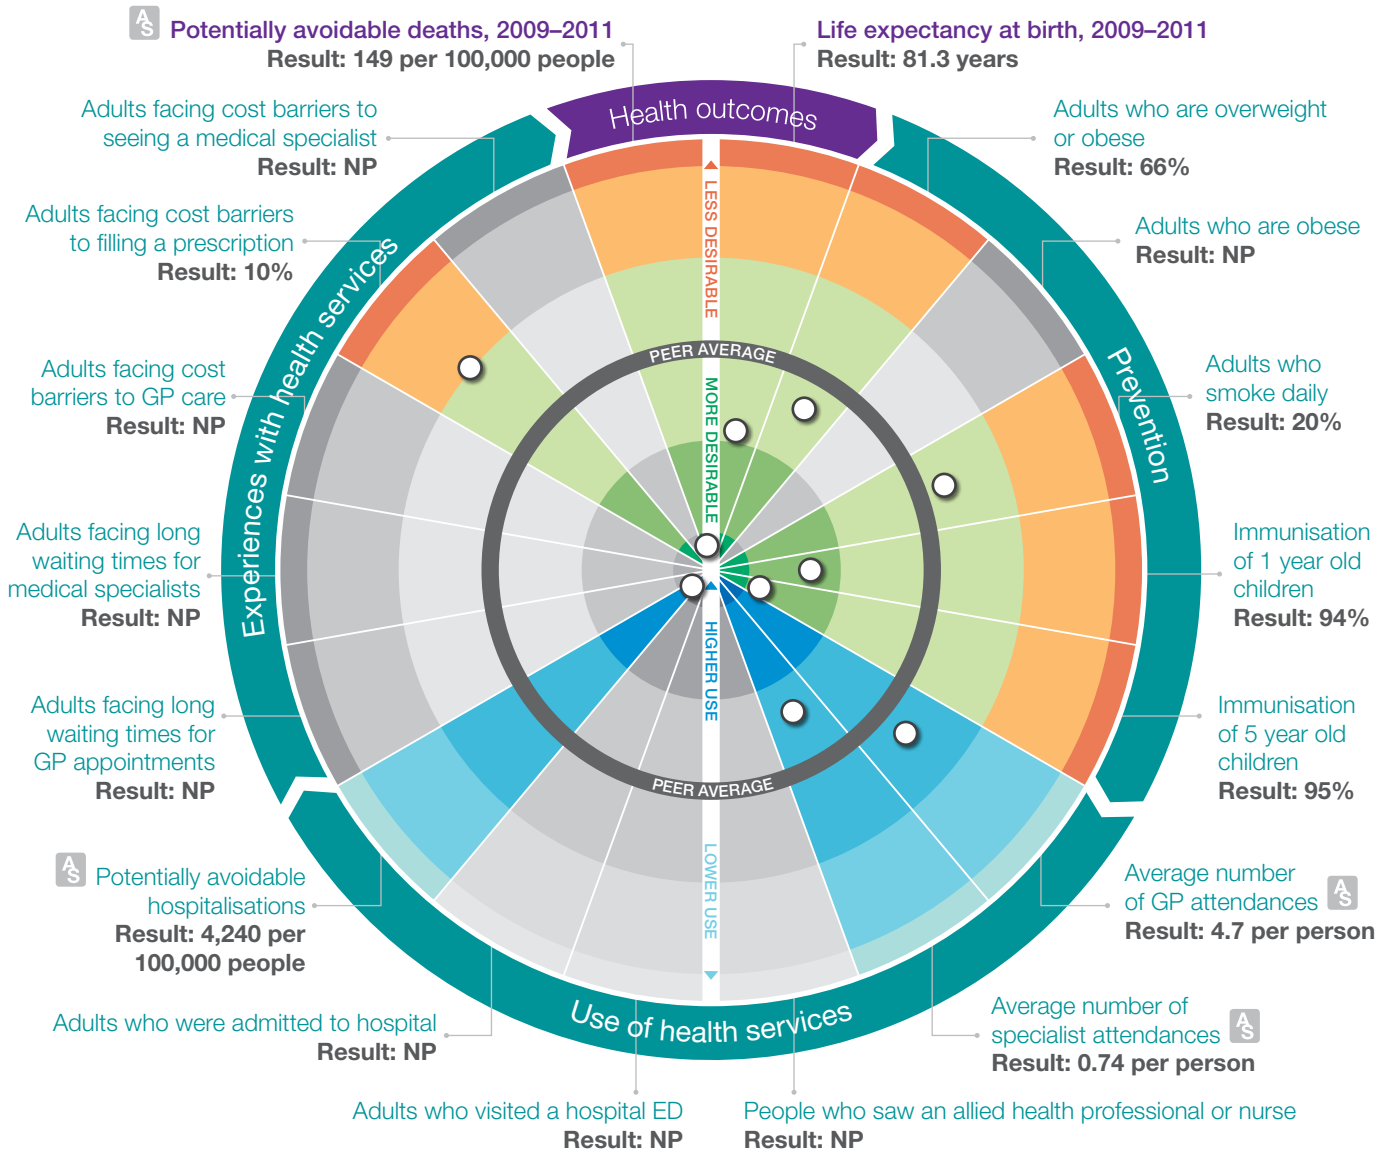 A S
Potentially avoidable deaths, 2009–2011
Result: 149 per 100,000 people
Life expectancy at birth, 2009–2011
Result: 81.3 years
Health outcomes
Adults facing cost barriers to
seeing a medical specialist
Result: NP
Adults who are overweight
or obese
Result: 66%
Adults facing cost barriers
to filling a prescription
Result: 10%
Adults who are obese
Result: NP
LESS DESIRABLE
PEER AVERAGE
MORE DESIRABLE
Experiences with health services
Prevention
Adults facing cost
barriers to GP care
Result: NP
Adults who
smoke daily
Result: 20%
Adults facing long
waiting times for
medical specialists
Result: NP
Immunisation
of 1 year old
children
Result: 94%
HIGHER USE
PEER AVERAGE
LOWER USE
Adults facing long
waiting times for
GP appointments
Result: NP
Immunisation
of 5 year old
children
Result: 95%
A S
Potentially avoidable
hospitalisations
Result: 4,240 per
100,000 people
Average number
of GP attendances
A S
Result: 4.7 per person
Use of health services
Adults who were admitted to hospital
Result: NP
Average number of
specialist attendances
A S
Result: 0.74 per person
Adults who visited a hospital ED
Result: NP
People who saw an allied health professional or nurse
Result: NP